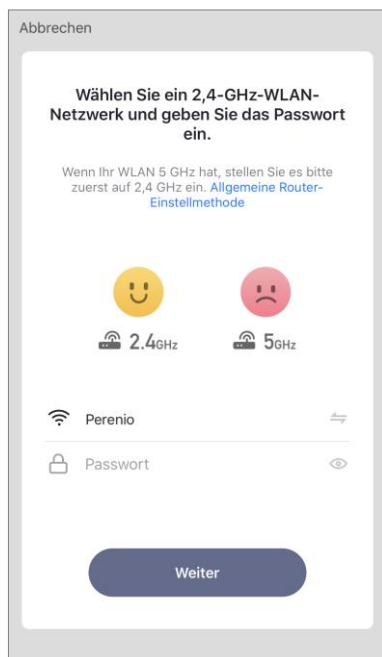 Abbrechen
Wählen Sie ein 2,4-GHz-WLAN-
Netzwerk und geben Sie das Passwort
ein.
Wenn Ihr WLAN 5 GHz hat, stellen Sie es bitte
zuerst auf 2,4 GHz ein. Allgemeine Router-
Einstellmethode
2.4GHz 5GHz
Perenio
Passwort
Weiter